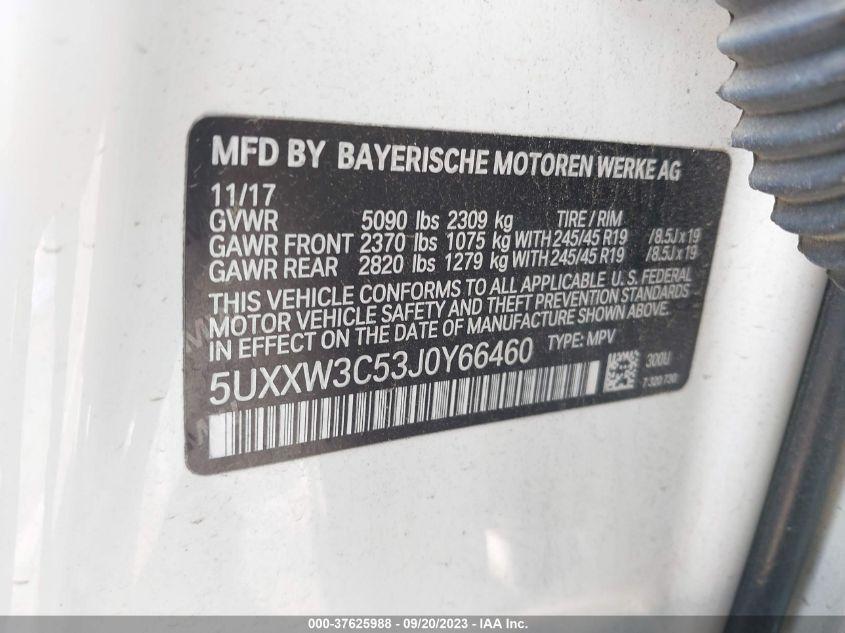 MFD BY BAYERISCHE MOTOREN WERKE AG
11/17
GVWR 5090 lbs 2309 kg TIRE / RIM
GAWR FRONT 2370 lbs 1075 kg WITH 245/45 R19 /8.5J x 19
GAWR REAR 2820 lbs 1279 kg WITH 245/45 R19 /8.5J x 19
THIS VEHICLE CONFORMS TO ALL APPLICABLE U.S. FEDERAL
MOTOR VEHICLE SAFETY AND THEFT PREVENTION STANDARDS
IN EFFECT ON THE DATE OF MANUFACTURE SHOWN ABOVE.
5UXXW3C53J0Y66460 TYPE: MPV
300U
7 320 730
000-37625988 - 09/20/2023 - IAA Inc.